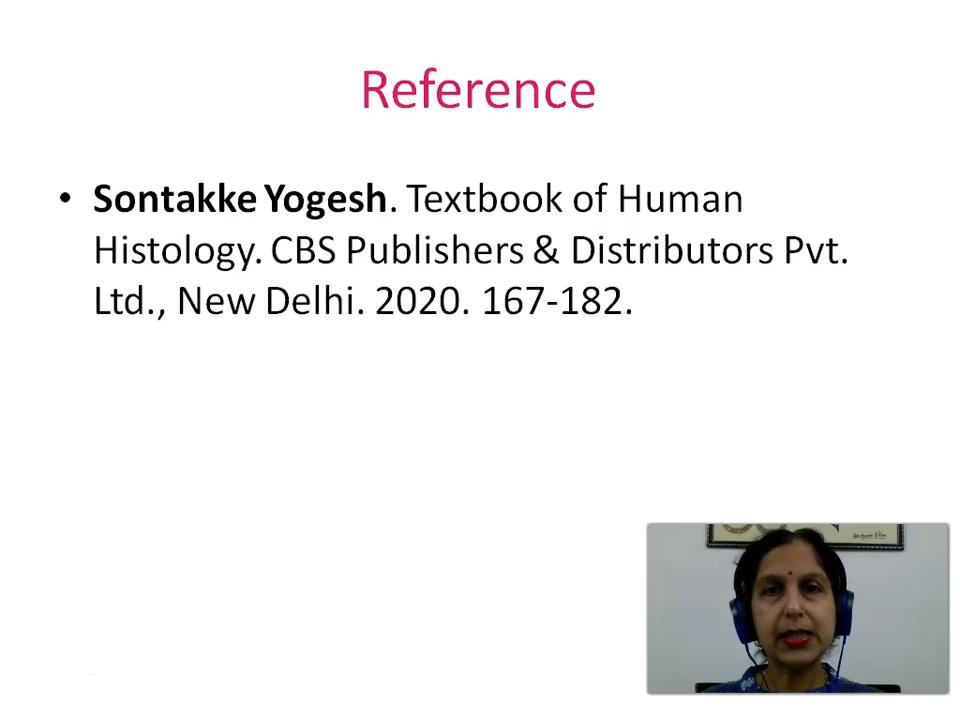 Reference
• Sontakke Yogesh. Textbook of Human
Histology. CBS Publishers & Distributors Pvt.
Ltd., New Delhi. 2020. 167-182.